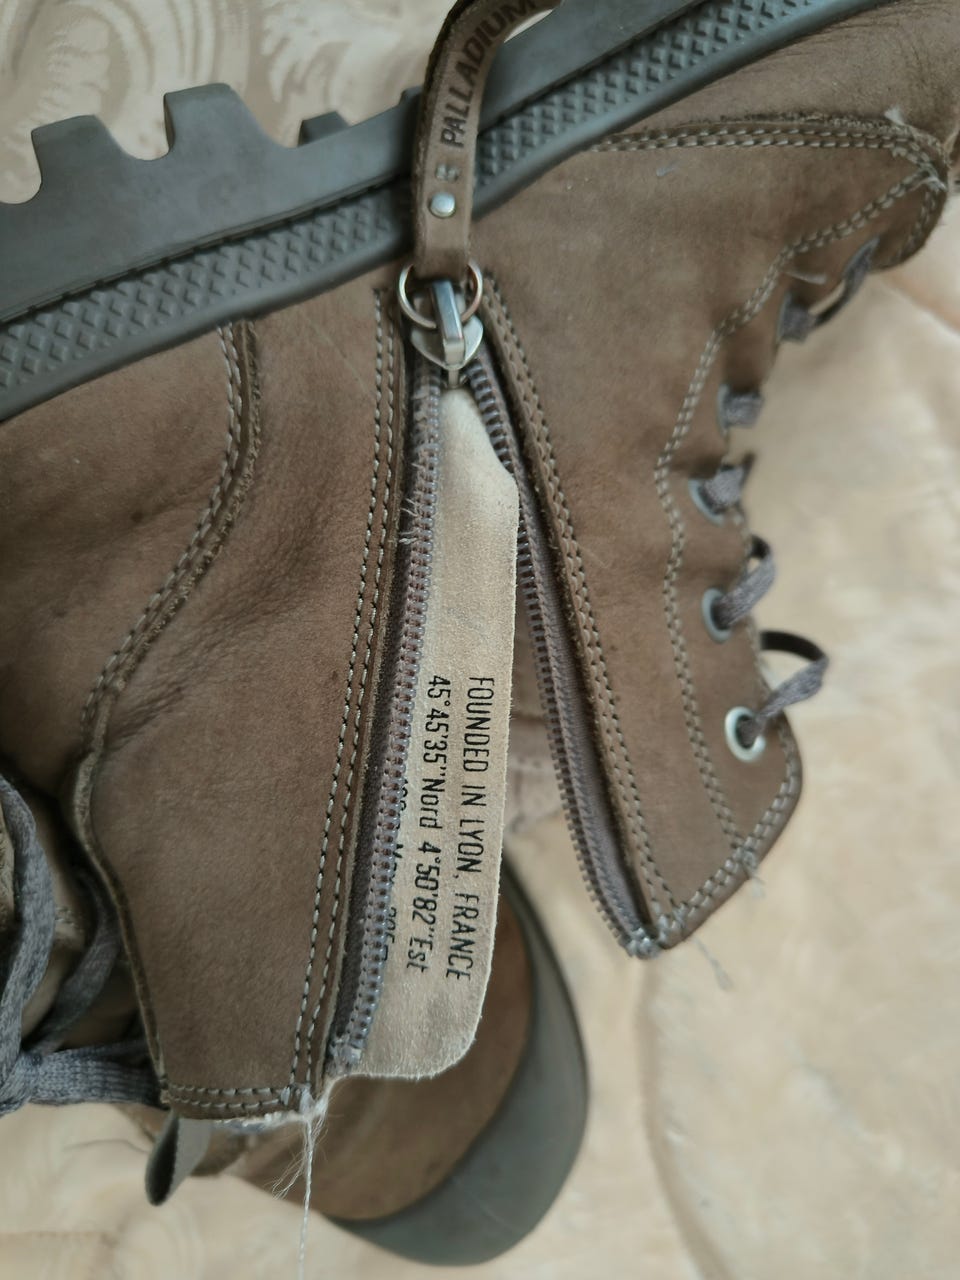 PALLADIUM
FOUNDED IN LYON, FRANCE
45°45'35"Nord 4°50'82"Est